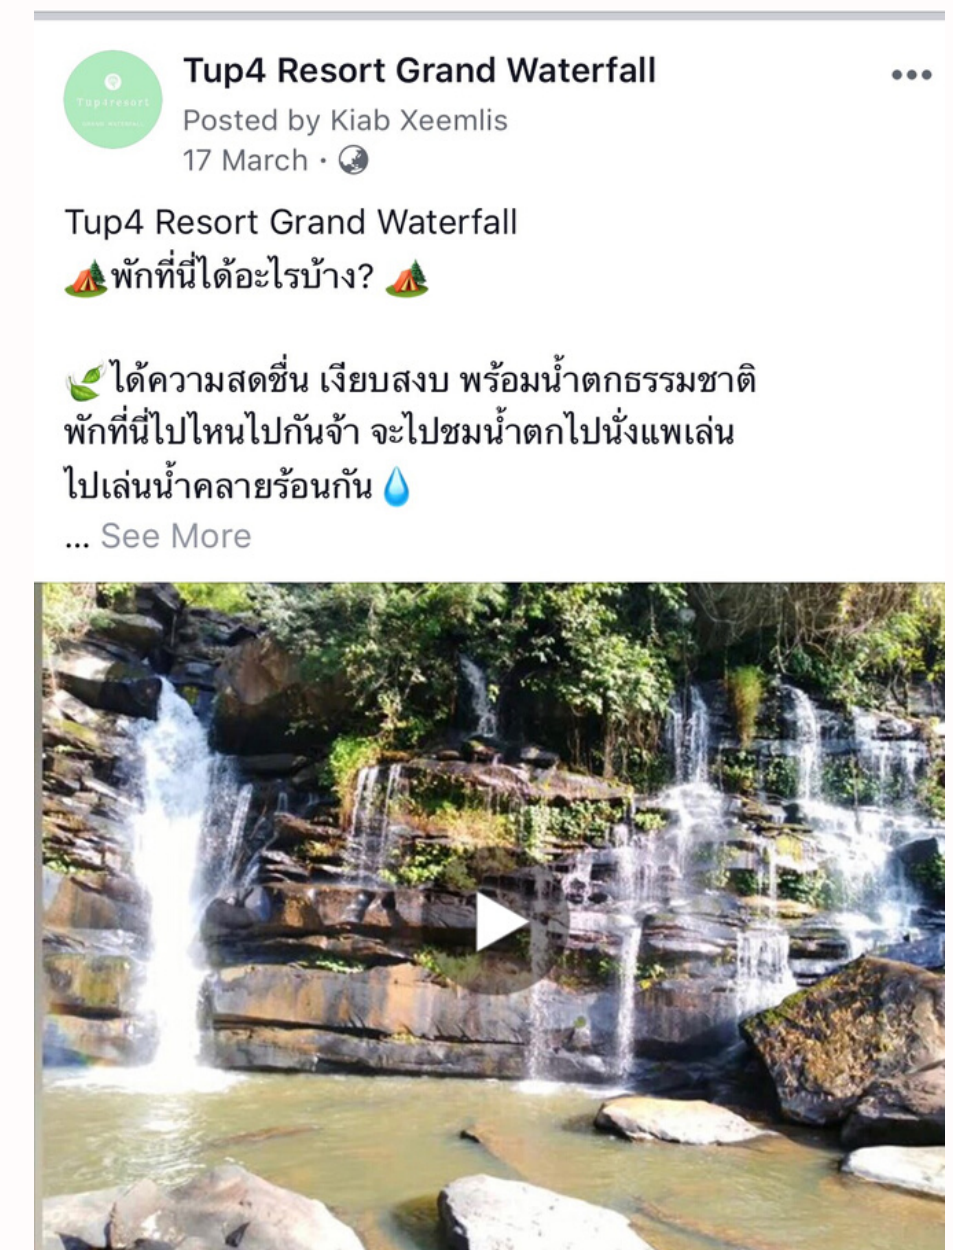 Tup4resort
Tup4 Resort Grand Waterfall
Posted by Kiab Xeemlis
17 March ·
Tup4 Resort Grand Waterfall
🏕️พักที่นี่ได้อะไรบ้าง? 🏕️
🍃ได้ความสดชื่น เงียบสงบ พร้อมน้ำตกธรรมชาติ
พักที่นี่ไปไหนไปกันจ้า จะไปชมน้ำตกไปนั่งแพเล่น
ไปเล่นน้ำคลายร้อนกัน💧
... See More